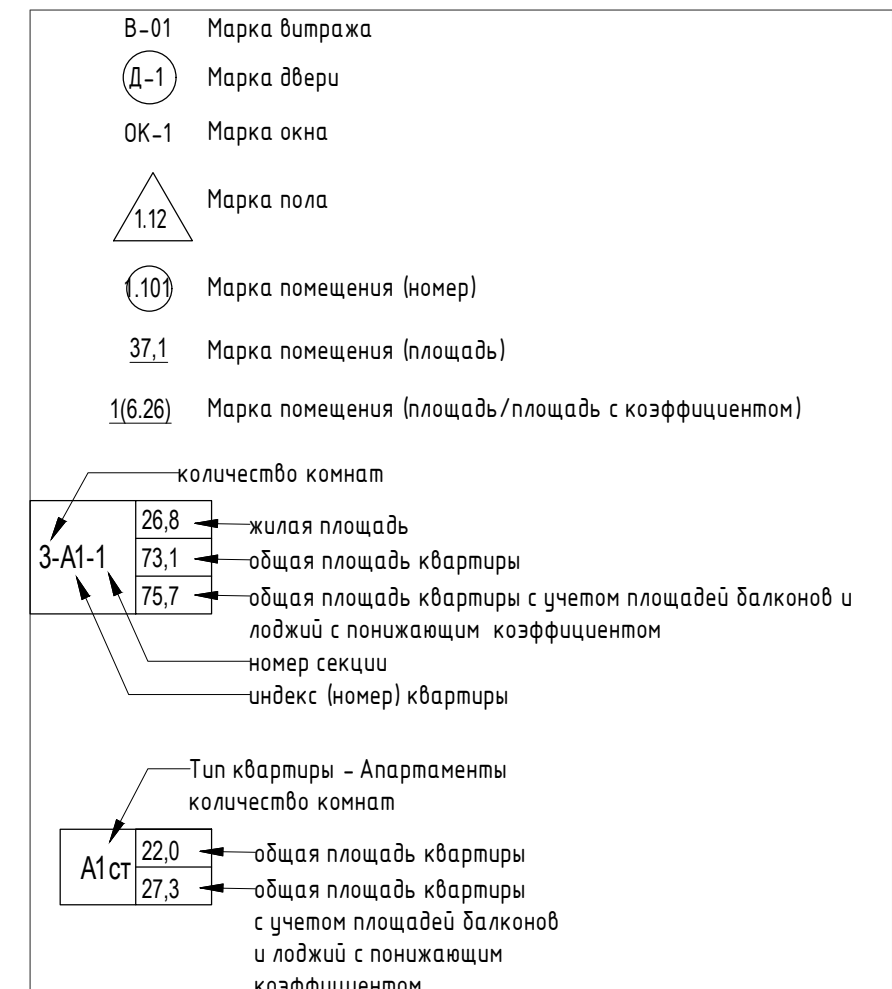 В-01 Марка витража
Д-1 Марка двери
ОК-1 Марка окна
1.12 Марка пола
1.101 Марка помещения (номер)
37,1 Марка помещения (площадь)
1(6.26) Марка помещения (площадь/площадь с коэффициентом)
количество комнат
3-А1-1
26,8 жилая площадь
73,1 общая площадь квартиры
75,7 общая площадь квартиры с учетом площадей балконов и
лоджий с понижающим коэффициентом
номер секции
индекс (номер) квартиры
Тип квартиры - Апартаменты
количество комнат
А1ст
22,0 общая площадь квартиры
27,3 общая площадь квартиры
с учетом площадей балконов
и лоджий с понижающим
коэффициентом